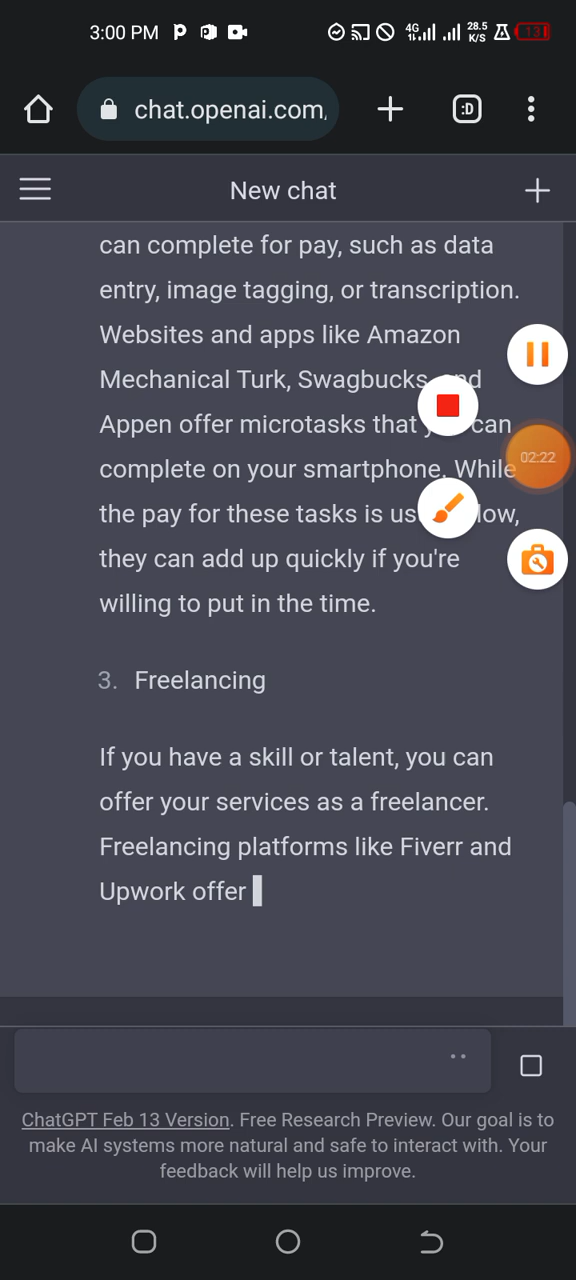 3:00 PM
4G
28.5
K/S
13
chat.openai.com,
:D
New chat
can complete for pay, such as data
entry, image tagging, or transcription.
Websites and apps like Amazon
Mechanical Turk, Swagbucks,
Appen offer microtasks that can
02:22
complete on your smartphone. While
the pay for these tasks is low,
they can add up quickly if you're
willing to put in the time.
3. Freelancing
If you have a skill or talent, you can
offer your services as a freelancer.
Freelancing platforms like Fiverr and
Upwork offer
ChatGPT Feb 13 Version. Free Research Preview. Our goal is to
make AI systems more natural and safe to interact with. Your
feedback will help us improve.